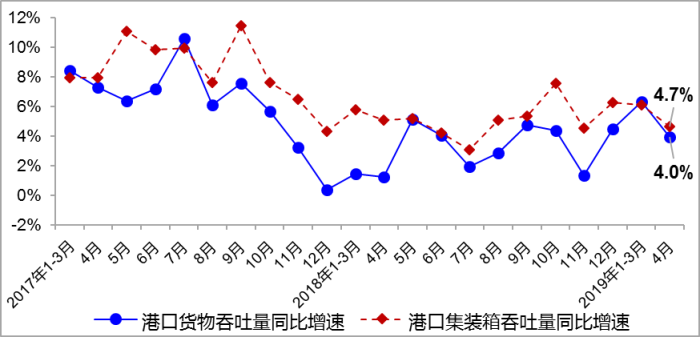 12%
10%
8%
6%
4%
2%
0%
-2%
4.7%
4.0%
2017年1-3月
4月
5月
6月
7月
8月
9月
10月
11月
12月
2018年1-3月
4月
5月
6月
7月
8月
9月
10月
11月
12月
2019年1-3月
4月
港口货物吞吐量同比增速
港口集装箱吞吐量同比增速